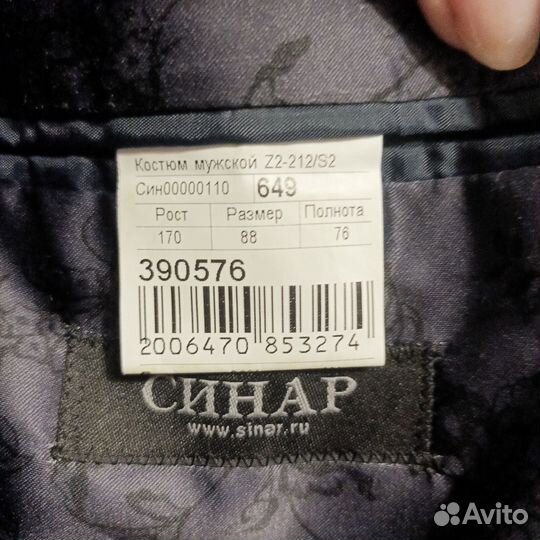 Костюм мужской Z2-212/S2
Син00000110 649
Рост Размер Полнота
170 88 76
390576
2006470 853274
СИНАР
www.sinar.ru
Avito